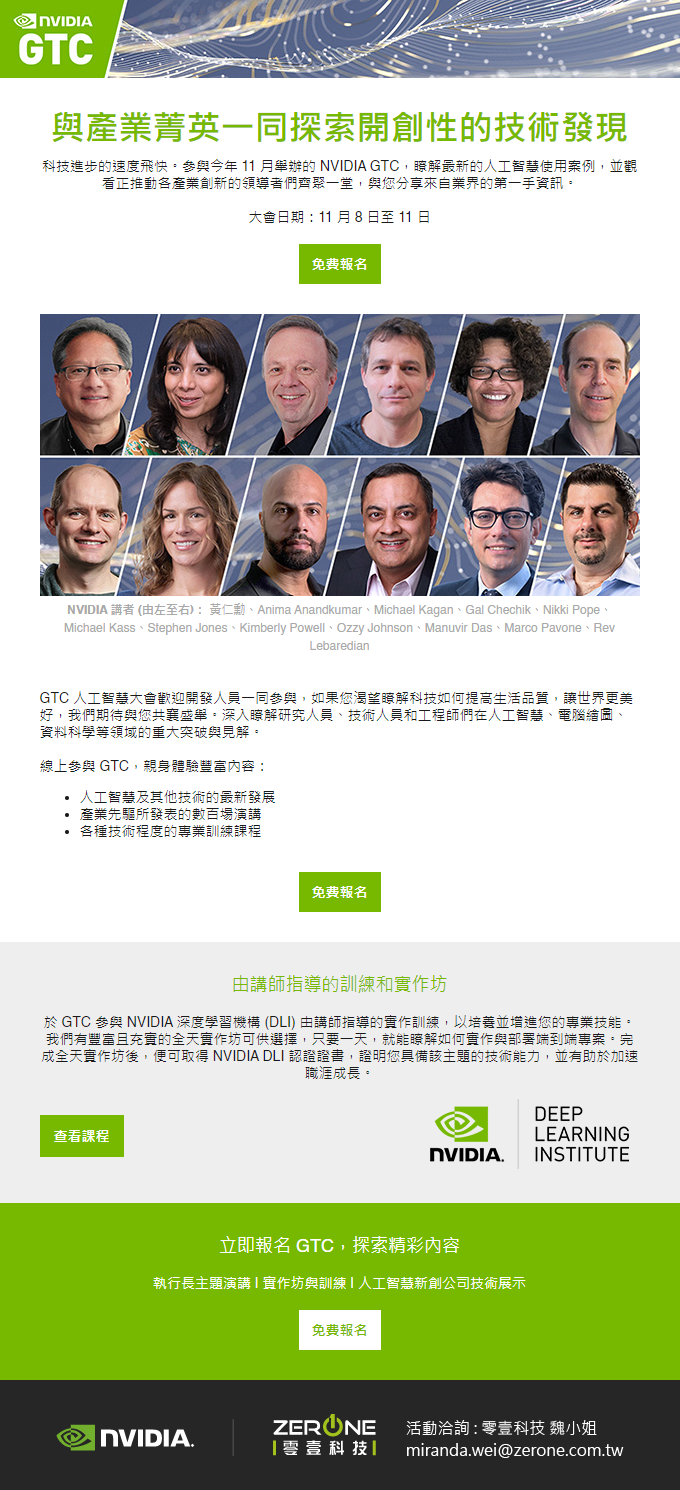 NVIDIA
GTC
與產業菁英一同探索開創性的技術發現
科技進步的速度飛快。參與今年 11 月舉辦的 NVIDIA GTC，瞭解最新的人工智慧使用案例，並觀
看正推動各產業創新的領導者們齊聚一堂，與您分享來自業界的第一手資訊。
大會日期：11 月 8 日至 11 日
免費報名
NVIDIA 講者 (由左至右)： 黃仁勳、Anima Anandkumar、Michael Kagan、Gal Chechik、Nikki Pope、
Michael Kass、Stephen Jones、Kimberly Powell、Ozzy Johnson、Manuvir Das、Marco Pavone、Rev
Lebaredian
GTC 人工智慧大會歡迎開發人員一同參與，如果您渴望瞭解科技如何提高生活品質，讓世界更美
好，我們期待與您共襄盛舉。深入瞭解研究人員、技術人員和工程師們在人工智慧、電腦繪圖、
資料科學等領域的重大突破與見解。
線上參與 GTC，親身體驗豐富內容：
• 人工智慧及其他技術的最新發展
• 產業先驅所發表的數百場演講
• 各種技術程度的專業訓練課程
免費報名
由講師指導的訓練和實作坊
於 GTC 參與 NVIDIA 深度學習機構 (DLI) 由講師指導的實作訓練，以培養並增進您的專業技能。
我們有豐富且充實的全天實作坊可供選擇，只要一天，就能瞭解如何實作與部署端到端專案。完
成全天實作坊後，便可取得 NVIDIA DLI 認證證書，證明您具備該主題的技術能力，並有助於加速
職涯成長。
查看課程
NVIDIA.
DEEP
LEARNING
INSTITUTE
立即報名 GTC，探索精彩內容
執行長主題演講 l 實作坊與訓練 l 人工智慧新創公司技術展示
免費報名
NVIDIA.
ZERONE
零壹科技
活動洽詢 : 零壹科技 魏小姐
miranda.wei@zerone.com.tw